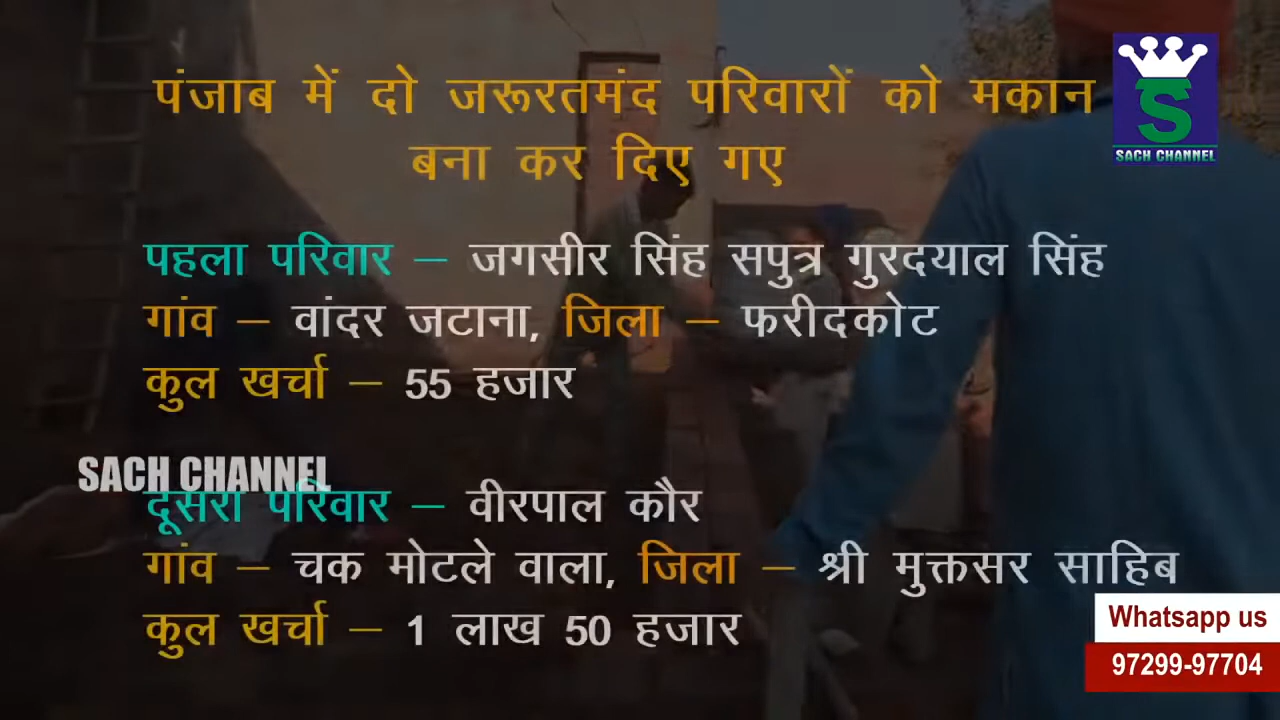 पंजाब में दो जरूरतमंद परिवारों को मकान
बना कर दिए गए
S
SACH CHANNEL
पहला परिवार – जगसीर सिंह सपुत्र गुरदयाल सिंह
गांव – वांदर जटाना, जिला – फरीदकोट
कुल खर्चा – 55 हजार
SACH CHANNEL
दूसरा परिवार – वीरपाल कौर
गांव – चक मोटले वाला, जिला – श्री मुक्तसर साहिब
कुल खर्चा – 1 लाख 50 हजार
Whatsapp us
97299-97704